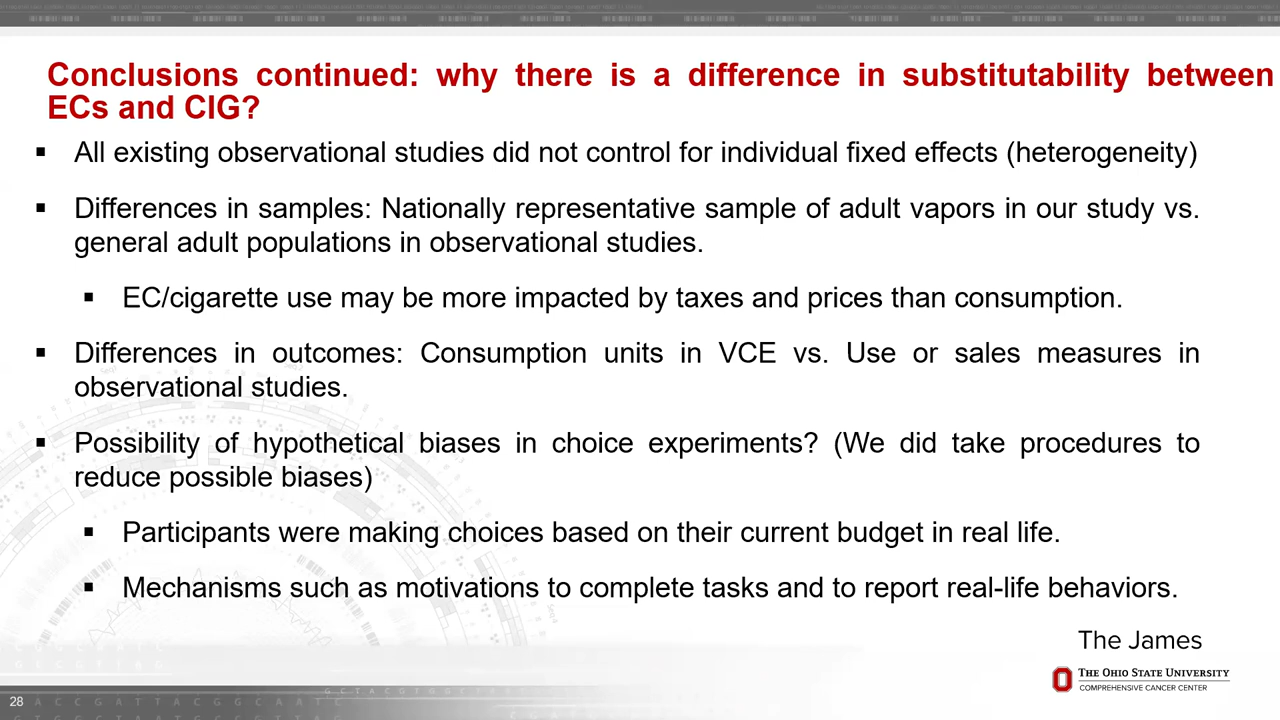 Conclusions continued: why there is a difference in substitutability between
ECs and CIG?
▪ All existing observational studies did not control for individual fixed effects (heterogeneity)
▪ Differences in samples: Nationally representative sample of adult vapors in our study vs.
general adult populations in observational studies.
▪ EC/cigarette use may be more impacted by taxes and prices than consumption.
▪ Differences in outcomes: Consumption units in VCE vs. Use or sales measures in
observational studies.
▪ Possibility of hypothetical biases in choice experiments? (We did take procedures to
reduce possible biases)
▪ Participants were making choices based on their current budget in real life.
▪ Mechanisms such as motivations to complete tasks and to report real-life behaviors.
The James
THE OHIO STATE UNIVERSITY
COMPREHENSIVE CANCER CENTER
28